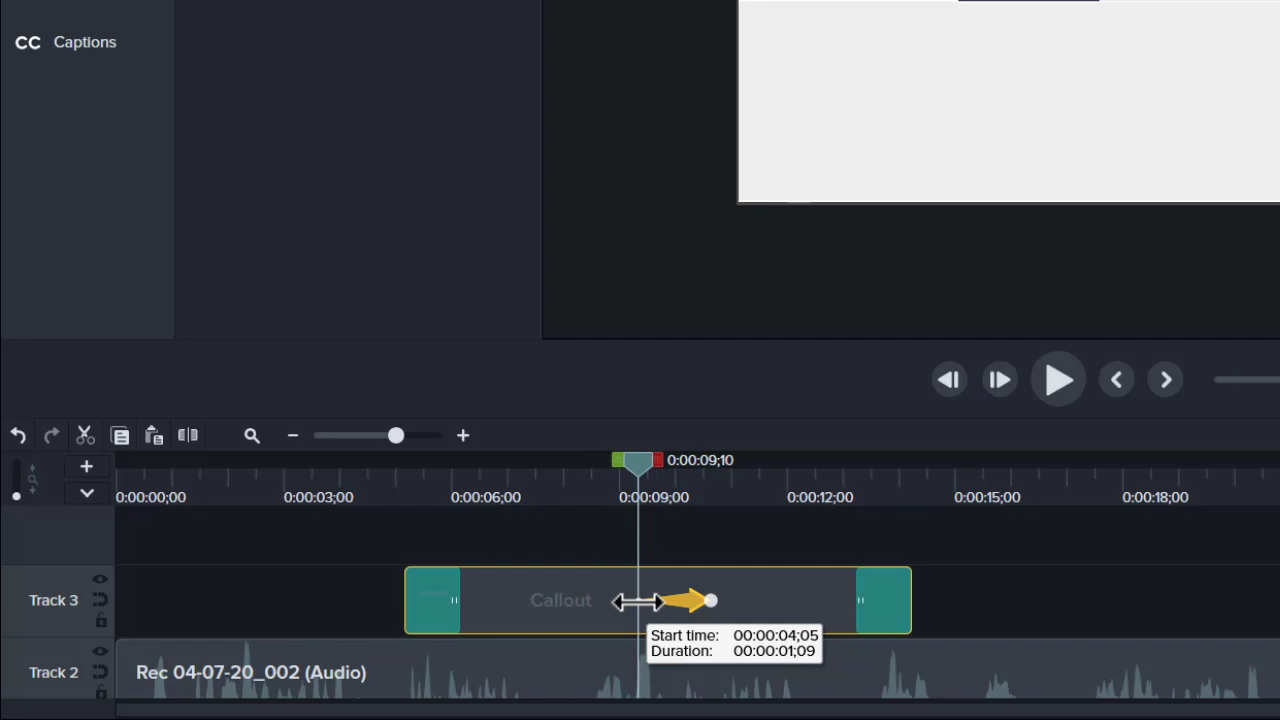 CC Captions
0:00:09;10
0:00:00;00 0:00:03;00 0:00:06;00 0:00:09;00 0:00:12;00 0:00:15;00 0:00:18;00
Track 3
Callout
Start time: 00:00:04;05
Duration: 00:00:01;09
Track 2
Rec 04-07-20_002 (Audio)